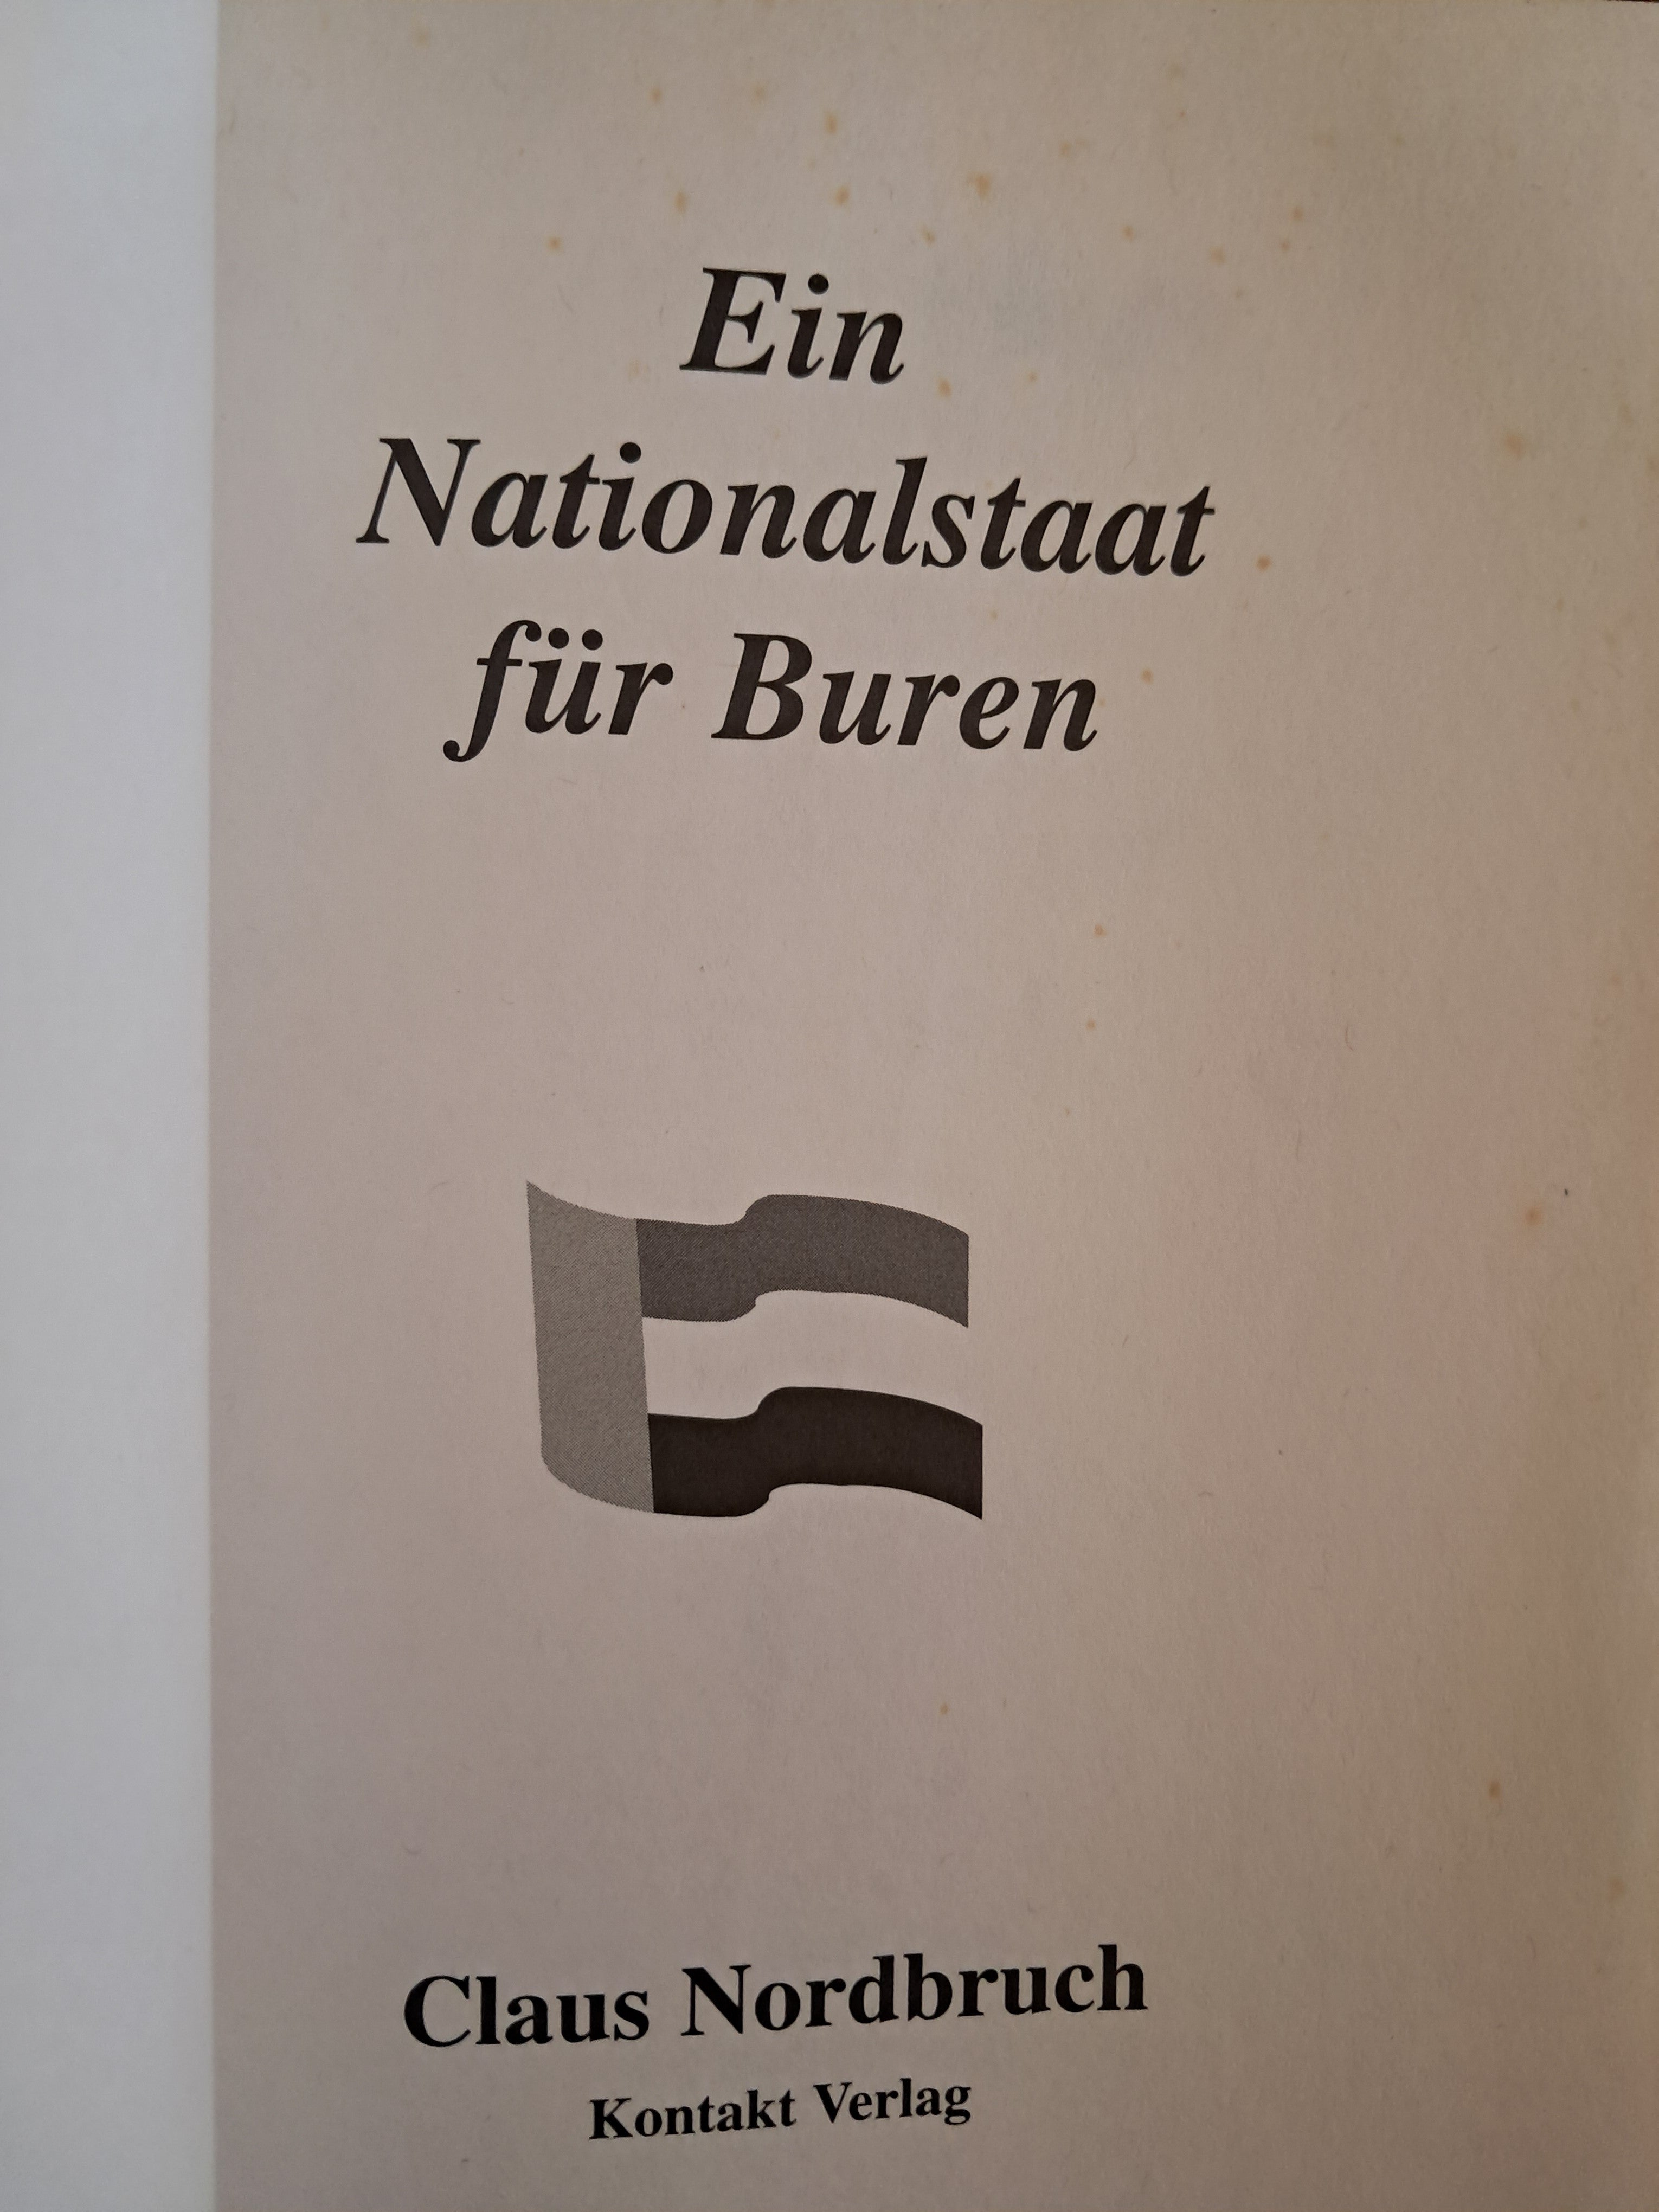 Ein
Nationalstaat
für Buren
Claus Nordbruch
Kontakt Verlag